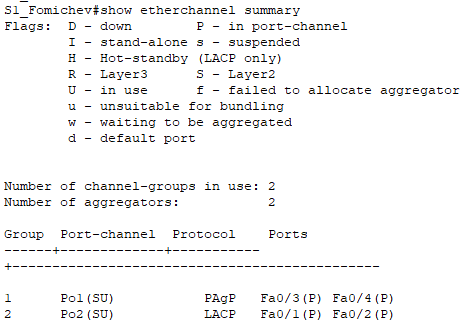 S1_Fomichev#show etherchannel summary
Flags:  D - down        P - in port-channel
        I - stand-alone s - suspended
        H - Hot-standby (LACP only)
        R - Layer3      S - Layer2
        U - in use      f - failed to allocate aggregator
        u - unsuitable for bundling
        w - waiting to be aggregated
        d - default port
Number of channel-groups in use: 2
Number of aggregators:           2
Group  Port-channel  Protocol    Ports
------+-------------+-----------
+----------------------------------------------
1      Po1(SU)           PAgP   Fa0/3(P) Fa0/4(P)
2      Po2(SU)           LACP   Fa0/1(P) Fa0/2(P)